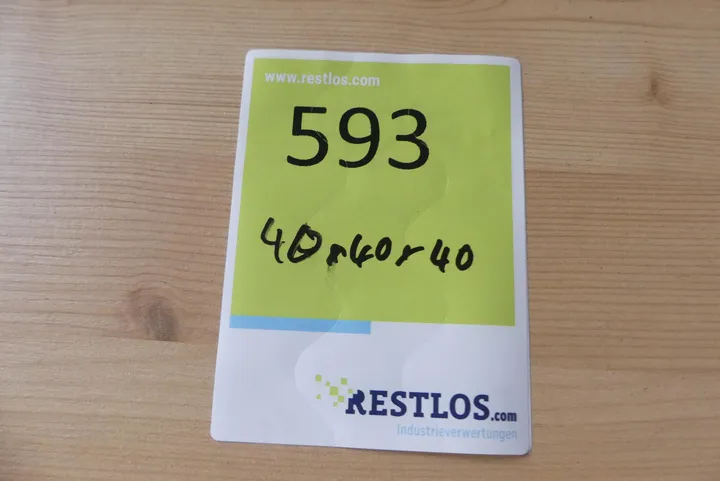 www.restlos.com
593
40x40x40
RESTLOS.com
Industrieverwertungen